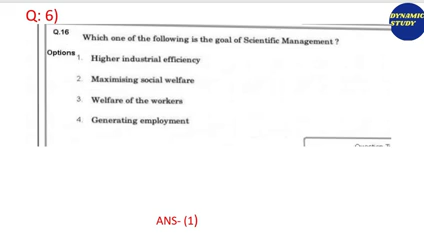 Q: 6)
DYNAMIC
STUDY
Q.16
Which one of the following is the goal of Scientific Management ?
Options
1. Higher industrial efficiency
2. Maximising social welfare
3. Welfare of the workers
4. Generating employment
ANS- (1)